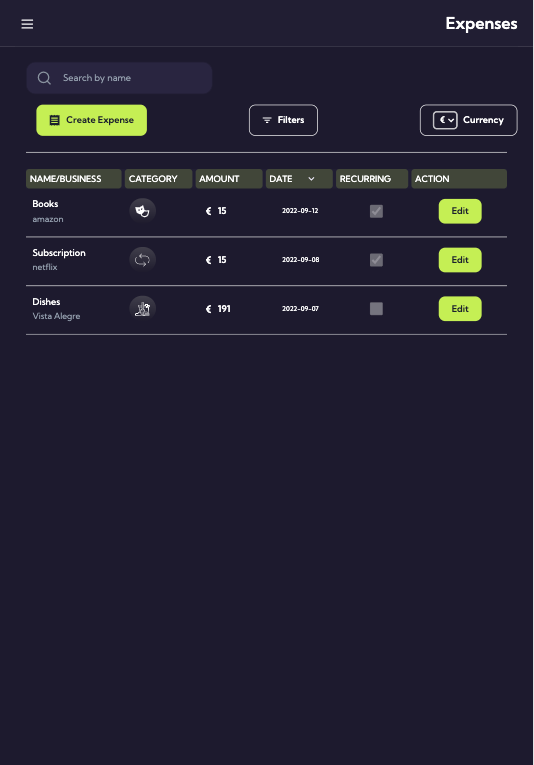 Expenses
Search by name
Create Expense
Filters
€ Currency
NAME/BUSINESS CATEGORY AMOUNT DATE RECURRING ACTION
Books
amazon
€ 15 2022-09-12 Edit
Subscription
netflix
€ 15 2022-09-08 Edit
Dishes
Vista Alegre
€ 191 2022-09-07 Edit